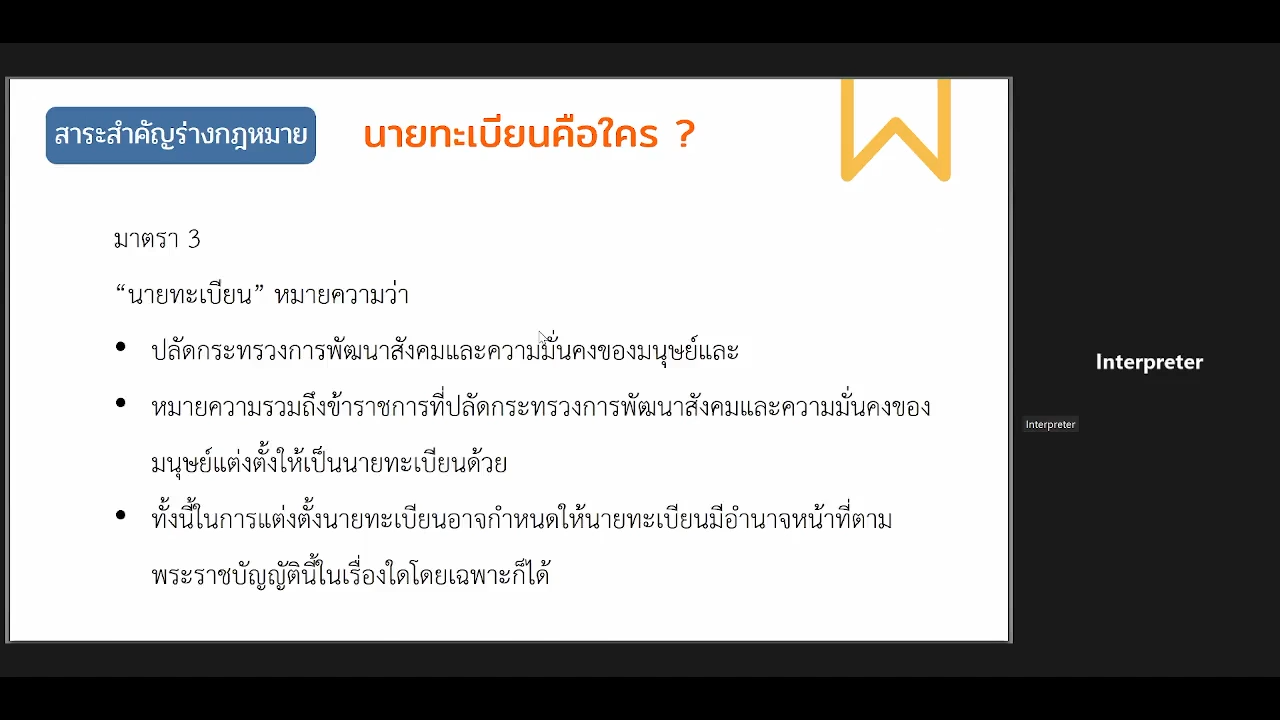 สาระสำคัญร่างกฎหมาย
นายทะเบียนคือใคร ?
มาตรา 3
“นายทะเบียน” หมายความว่า
• ปลัดกระทรวงการพัฒนาสังคมและความมั่นคงของมนุษย์และ
• หมายความรวมถึงข้าราชการที่ปลัดกระทรวงการพัฒนาสังคมและความมั่นคงของ
มนุษย์แต่งตั้งให้เป็นนายทะเบียนด้วย
• ทั้งนี้ในการแต่งตั้งนายทะเบียนอาจกำหนดให้นายทะเบียนมีอำนาจหน้าที่ตาม
พระราชบัญญัตินี้ในเรื่องใดโดยเฉพาะก็ได้
Interpreter
Interpreter